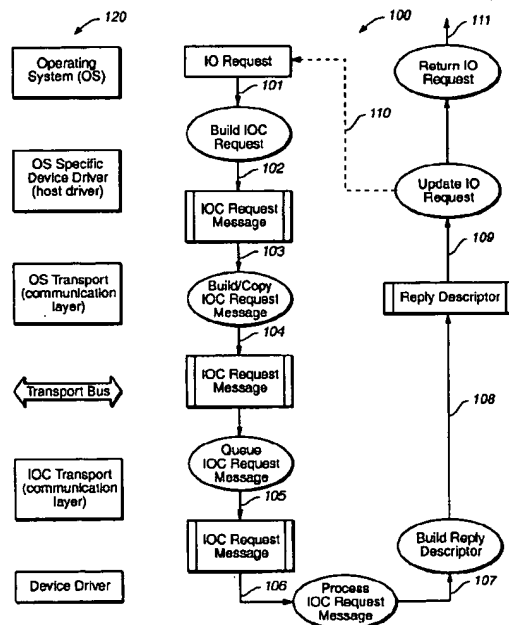 120
Operating
System (OS)
OS Specific
Device Driver
(host driver)
OS Transport
(communication
layer)
Transport Bus
IOC Transport
(communication
layer)
Device Driver
100
IO Request
101
Build IOC
Request
102
IOC Request
Message
103
Build/Copy
IOC Request
Message
104
IOC Request
Message
Queue
IOC Request
Message
105
IOC Request
Message
106
Process
IOC Request
Message
107
Build Reply
Descriptor
108
Reply Descriptor
109
Update IO
Request
110
Return IO
Request
111